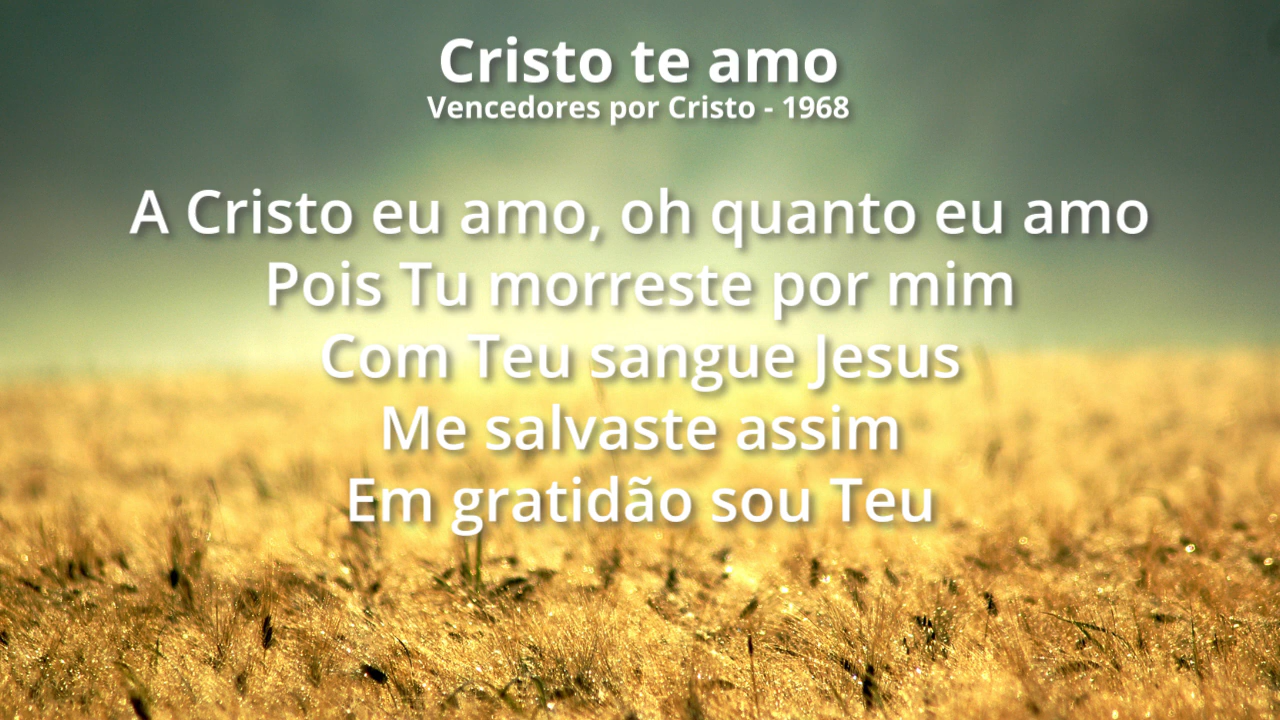 Cristo te amo
Vencedores por Cristo - 1968
A Cristo eu amo, oh quanto eu amo
Pois Tu morreste por mim
Com Teu sangue Jesus
Me salvaste assim
Em gratidão sou Teu